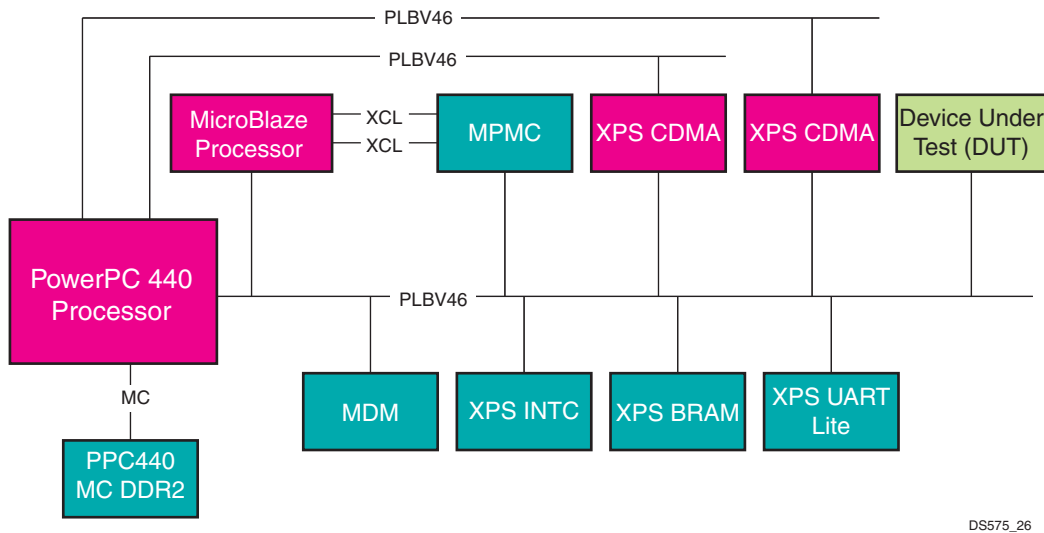 PLBV46
PLBV46
MicroBlaze
Processor
XCL
XCL
MPMC
XPS CDMA
XPS CDMA
Device Under
Test (DUT)
PowerPC 440
Processor
PLBV46
MC
MDM
XPS INTC
XPS BRAM
XPS UART
Lite
PPC440
MC DDR2
DS575_26